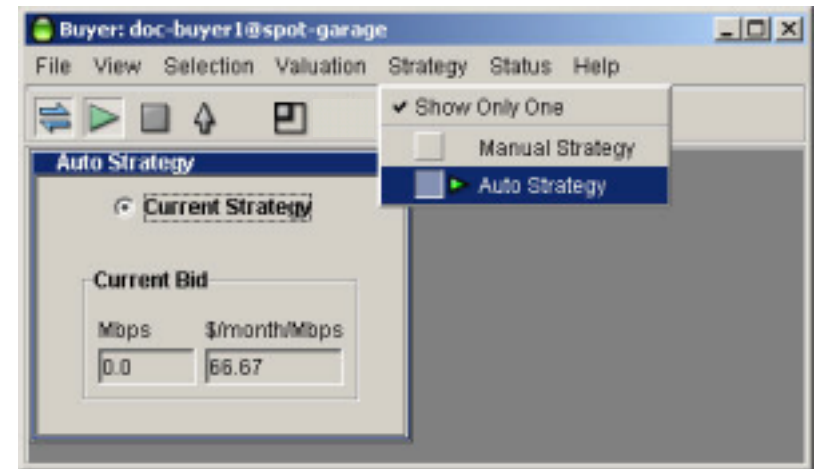 Buyer: doc-buyer1@spot-garage
File View Selection Valuation Strategy Status Help
Show Only One
Manual Strategy
Auto Strategy
Auto Strategy
Current Strategy
Current Bid
Mbps $/month/Mbps
0.0 66.67